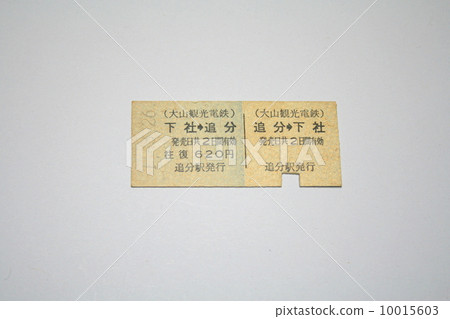 (大山観光電鉄)
下社➔追分
発売日共2日間有効
往復 620円
追分駅発行
(大山観光電鉄)
追分➔下社
発売日共2日間有効
追分駅発行
PIXTA
10015603